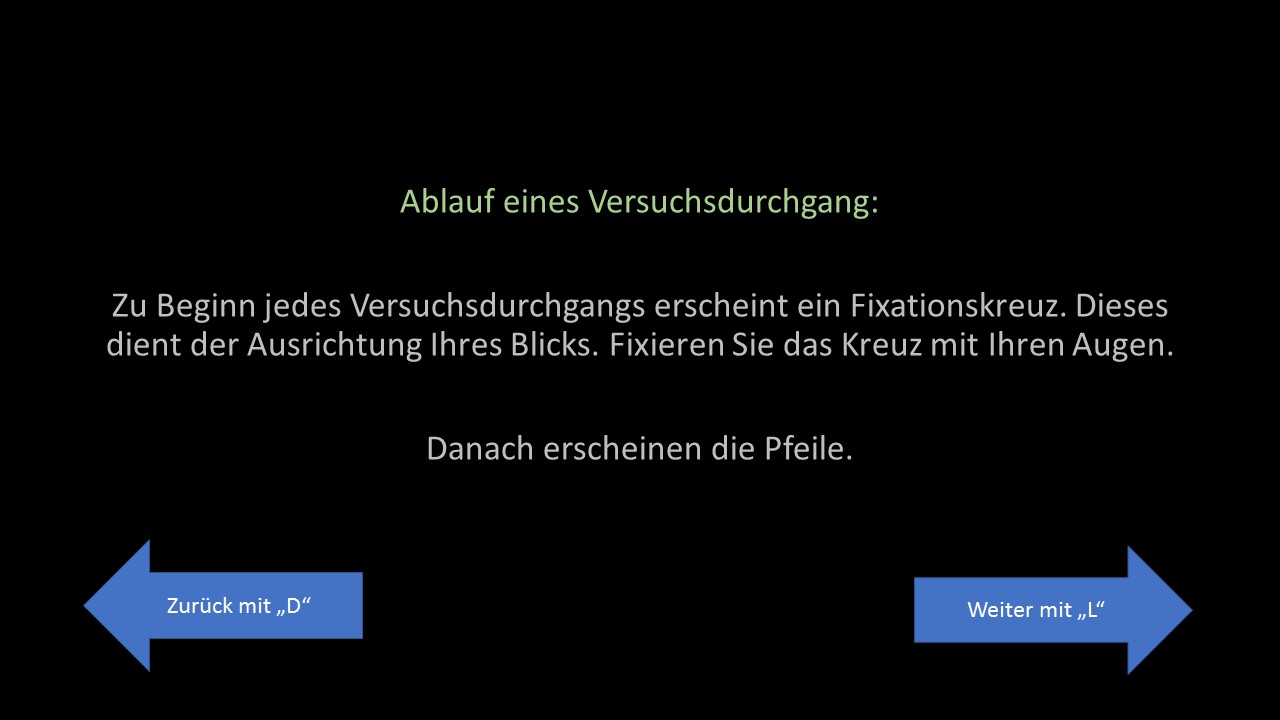 Ablauf eines Versuchsdurchgang:
Zu Beginn jedes Versuchsdurchgangs erscheint ein Fixationskreuz. Dieses
dient der Ausrichtung Ihres Blicks. Fixieren Sie das Kreuz mit Ihren Augen.
Danach erscheinen die Pfeile.
Zurück mit „D“
Weiter mit „L“